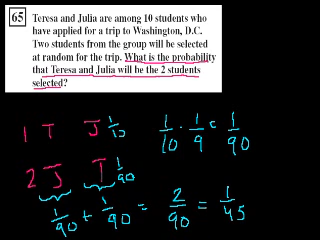 65 Teresa and Julia are among 10 students who
have applied for a trip to Washington, D.C.
Two students from the group will be selected
at random for the trip. What is the probability
that Teresa and Julia will be the 2 students
selected?
1 T J 1/10 1/10 · 1/9 = 1/90
2 J T 1/90
1/90 + 1/90 = 2/90 = 1/45